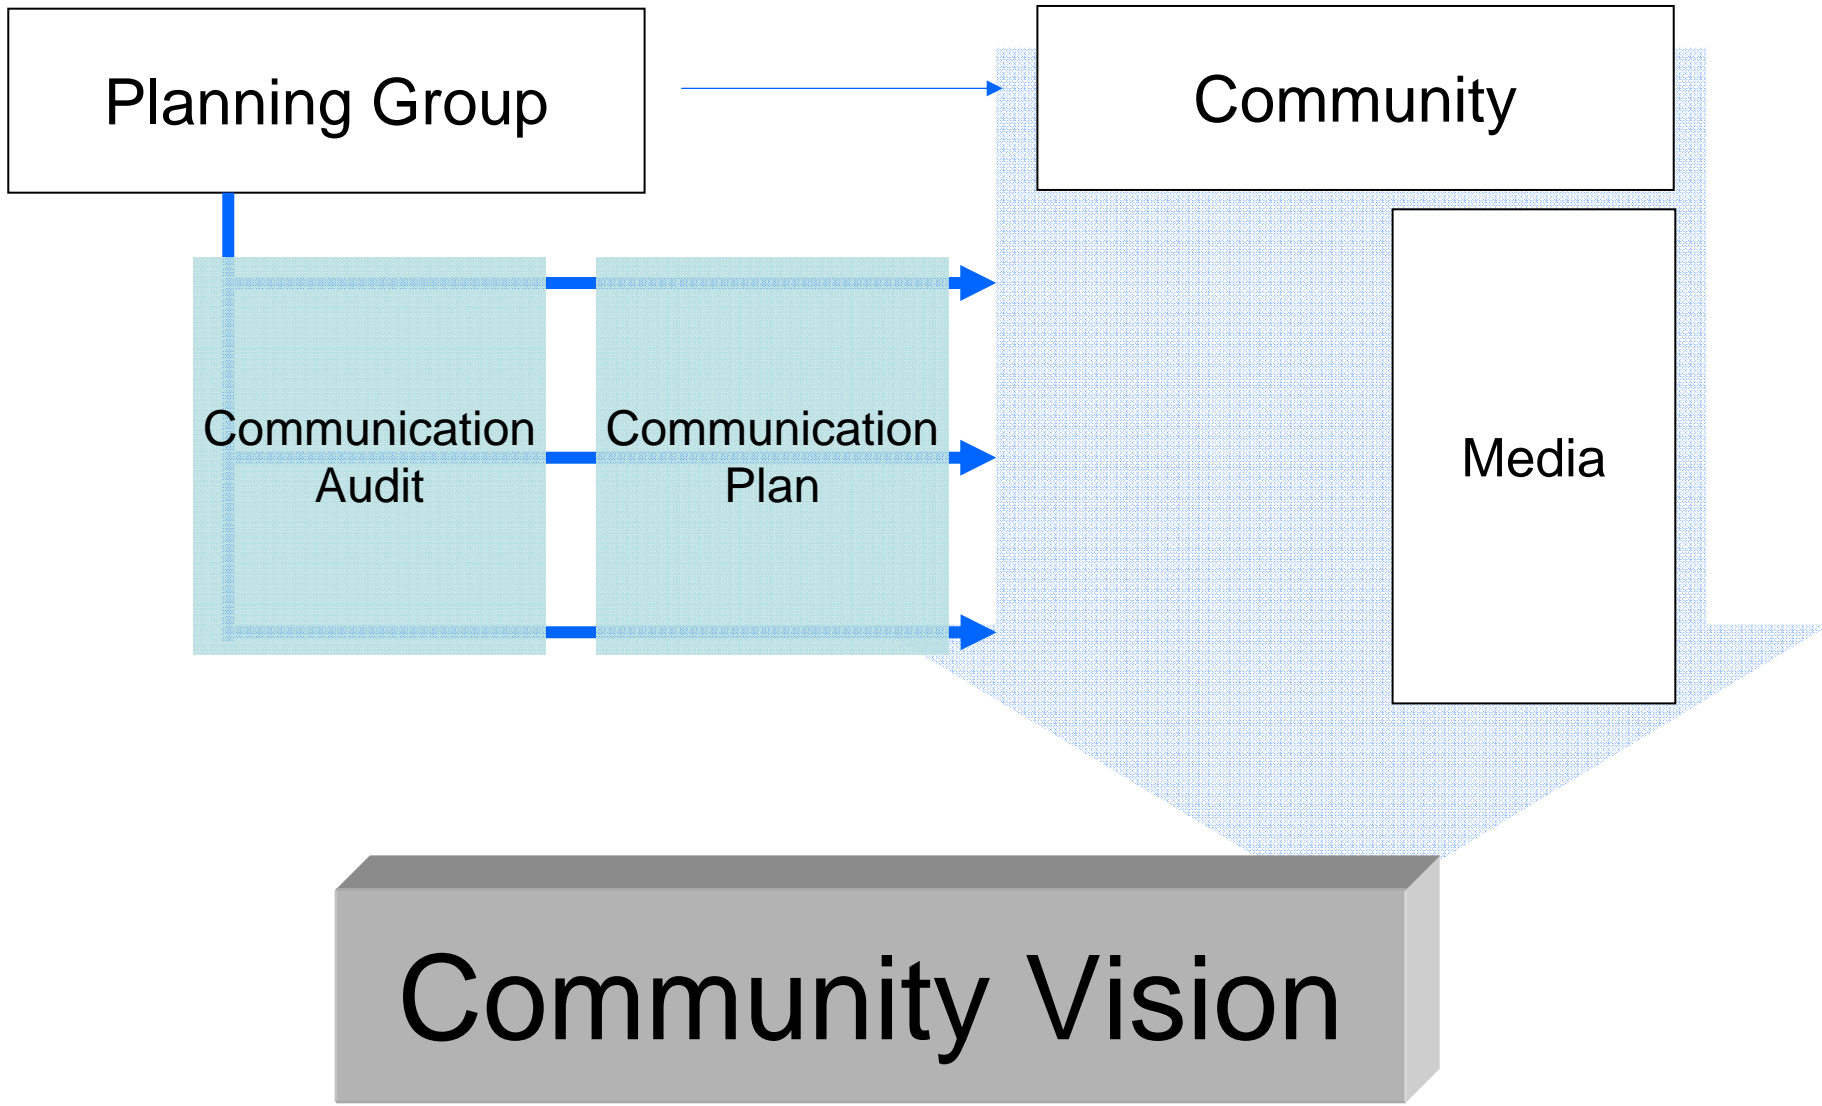 Planning Group
Community
Communication
Audit
Communication
Plan
Media
Community Vision